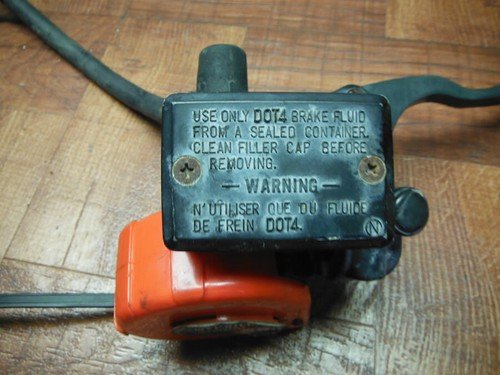 USE ONLY DOT4 BRAKE FLUID
FROM A SEALED CONTAINER.
CLEAN FILLER CAP BEFORE
REMOVING.
— WARNING —
N'UTILISER QUE DU FLUIDE
DE FREIN DOT4.
N